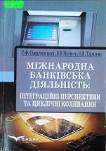 МІЖНАРОДНА
БАНКІВСЬКА
ДІЯЛЬНІСТЬ:
ІНТЕГРАЦІЙНІ ПЕРСПЕКТИВИ
ТА ЦИКЛІЧНІ КОЛИВАННЯ